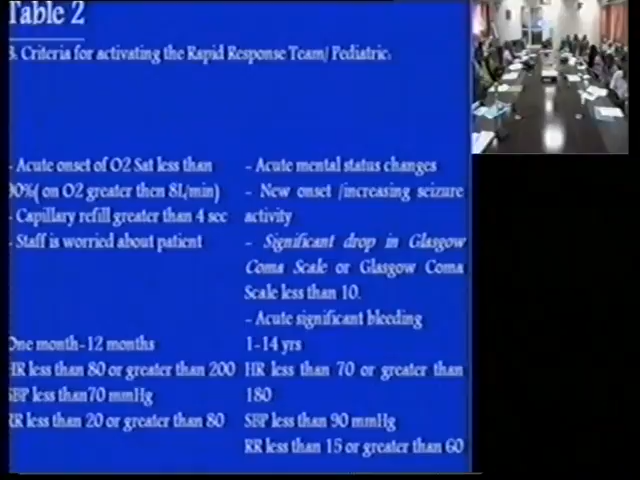 Table 2
3. Criteria for activating the Rapid Response Team/ Pediatric.
- Acute onset of O2 Sat less than
90%( on O2 greater then 8L/min)
- Capillary refill greater than 4 sec
- Staff is worried about patient
- Acute mental status changes
- New onset /increasing seizure
activity
- Significant drop in Glasgow
Coma Scale or Glasgow Coma
Scale less than 10.
- Acute significant bleeding
One month-12 months
HR less than 80 or greater than 200
SBP less than 70 mmHg
RR less than 20 or greater than 80
1-14 yrs
HR less than 70 or greater than
180
SBP less than 90 mmHg
RR less than 15 or greater than 60